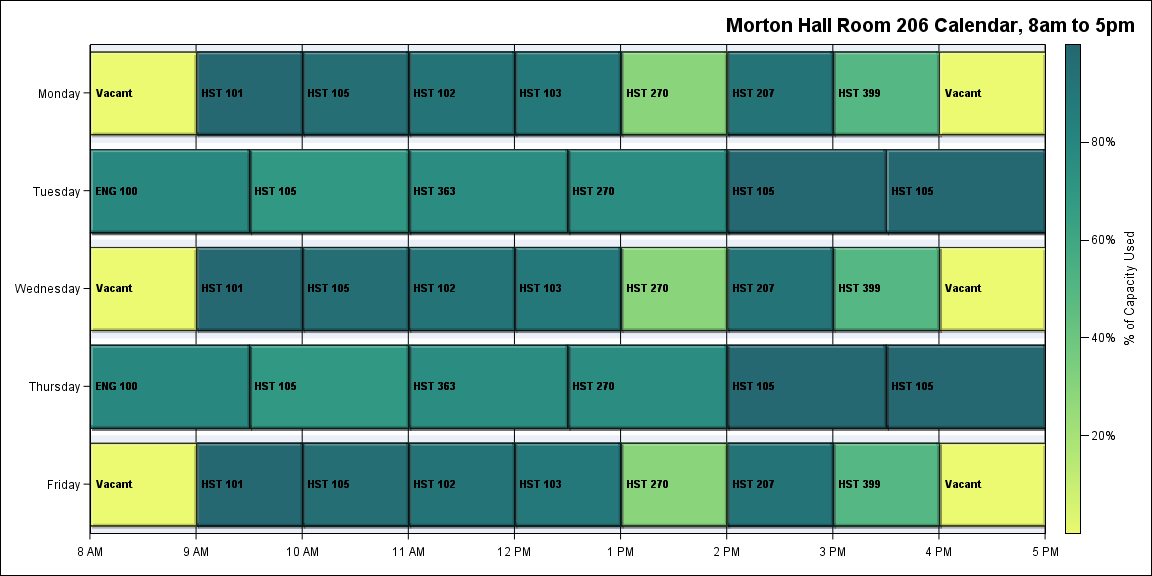 Morton Hall Room 206 Calendar, 8am to 5pm
Monday
Vacant
HST 101
HST 105
HST 102
HST 103
HST 270
HST 207
HST 399
Vacant
Tuesday
ENG 100
HST 105
HST 363
HST 270
HST 105
HST 105
Wednesday
Vacant
HST 101
HST 105
HST 102
HST 103
HST 270
HST 207
HST 399
Vacant
Thursday
ENG 100
HST 105
HST 363
HST 270
HST 105
HST 105
Friday
Vacant
HST 101
HST 105
HST 102
HST 103
HST 270
HST 207
HST 399
Vacant
8 AM
9 AM
10 AM
11 AM
12 PM
1 PM
2 PM
3 PM
4 PM
5 PM
80%
60%
40%
20%
% of Capacity Used